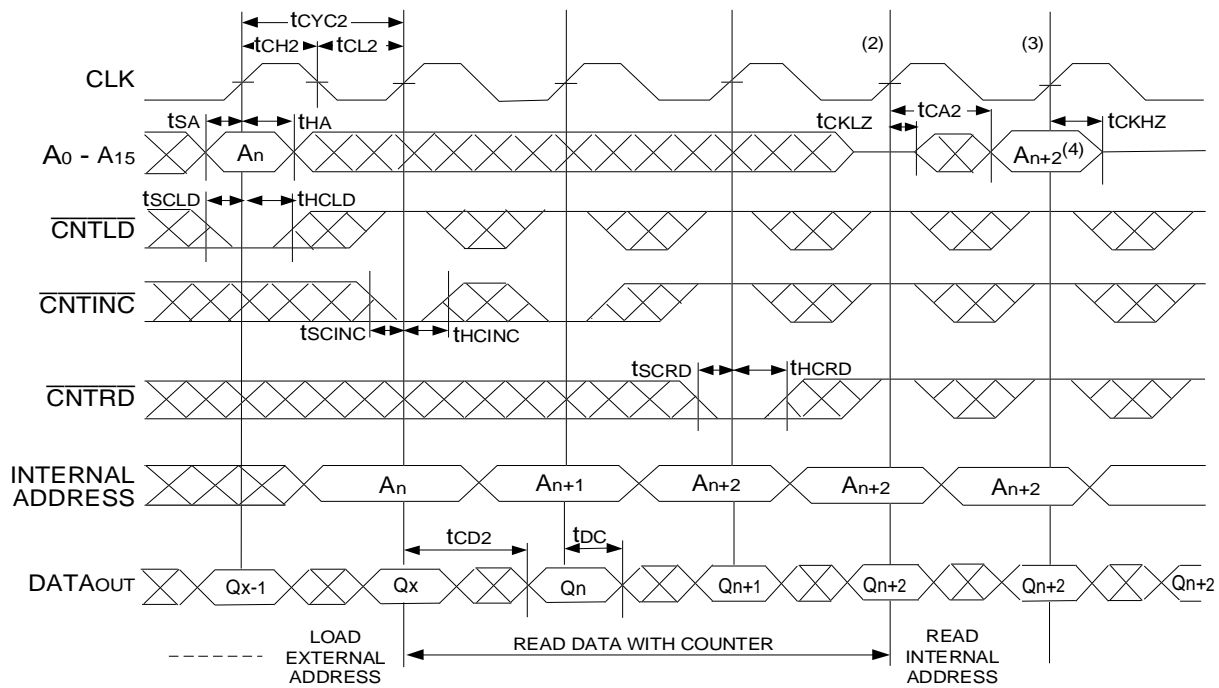 tCYC2
tCH2 tCL2
(2) (3)
CLK
tSA tHA tCKLZ tCA2 tCKHZ
A0 - A15 An An+2(4)
tSCLD tHCLD
CNTLD
CNTINC
tSCINC tHCINC
tSCRD tHCRD
CNTRD
INTERNAL
ADDRESS
An An+1 An+2 An+2 An+2
tCD2 tDC
DATAOUT Qx-1 Qx Qn Qn+1 Qn+2 Qn+2 Qn+2
LOAD
EXTERNAL
ADDRESS
READ DATA WITH COUNTER
READ
INTERNAL
ADDRESS